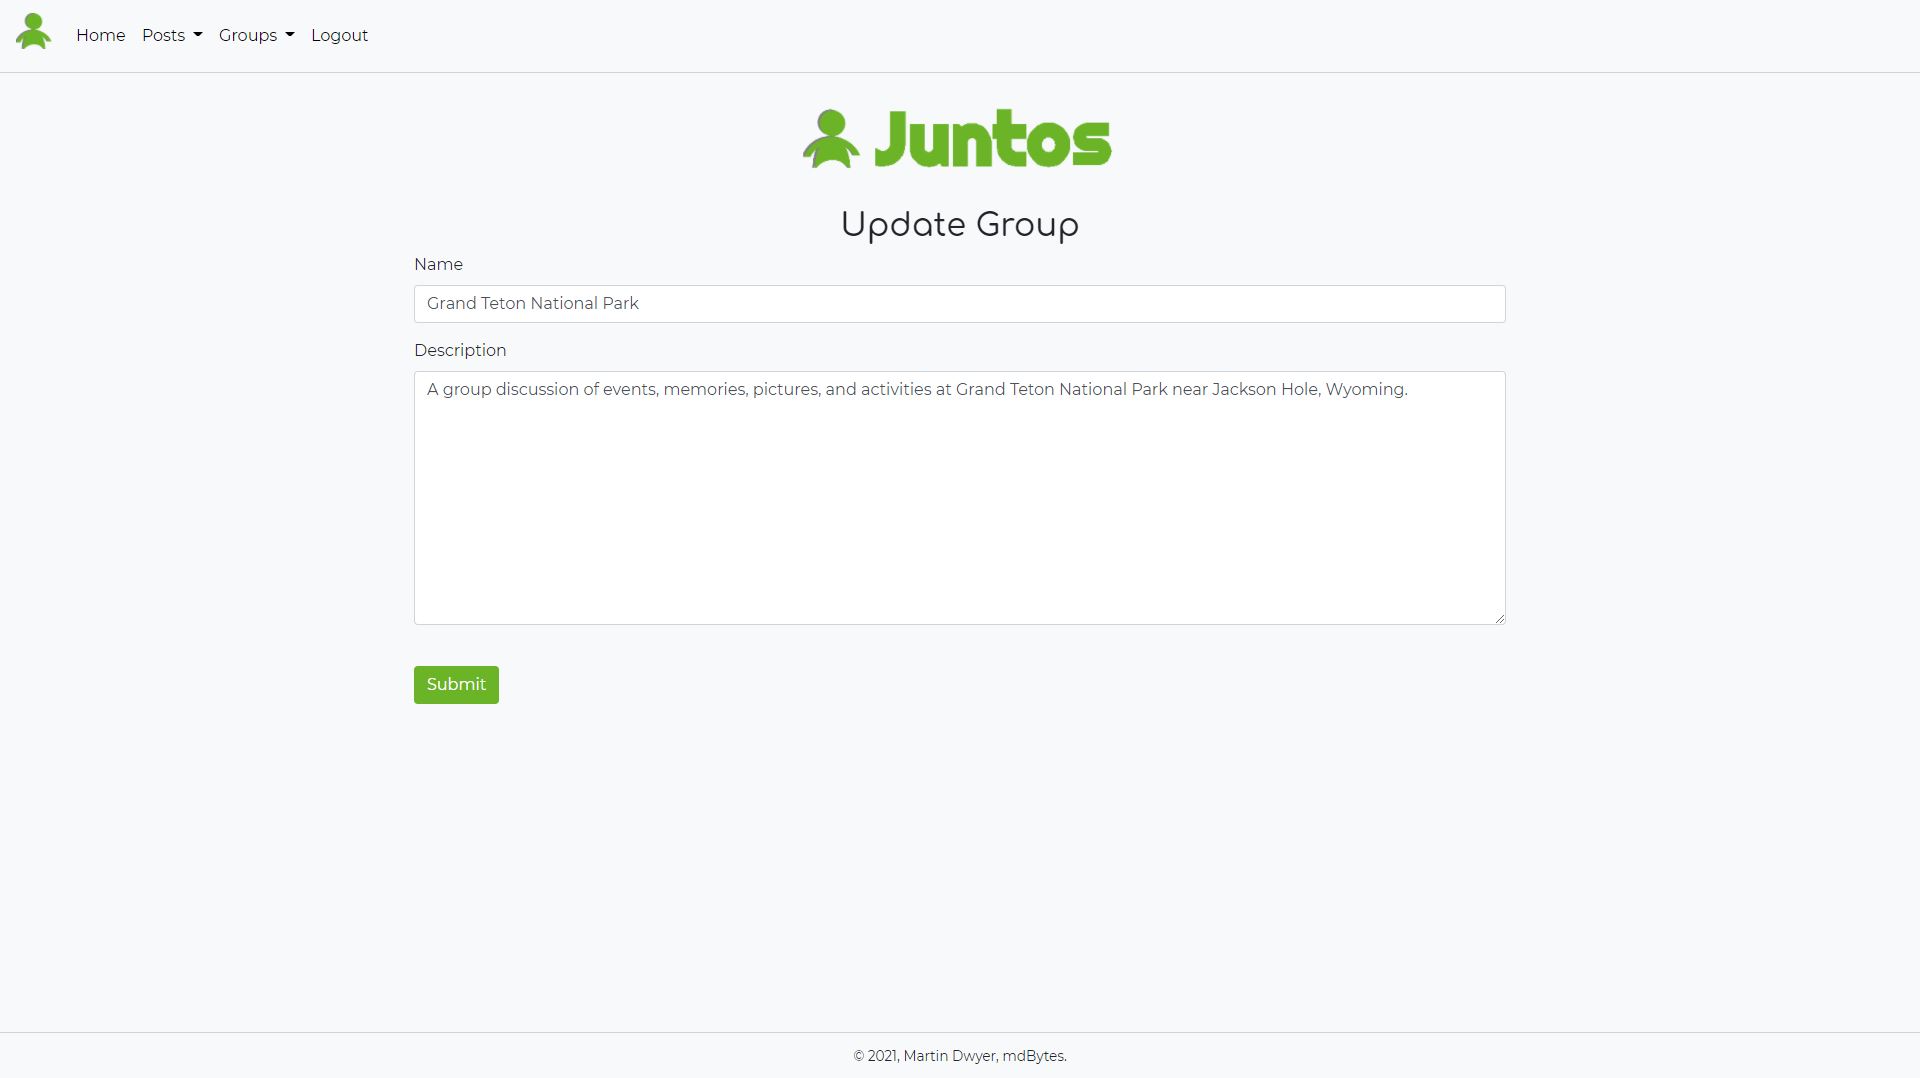 Home Posts Groups Logout
Juntos
Update Group
Name
Grand Teton National Park
Description
A group discussion of events, memories, pictures, and activities at Grand Teton National Park near Jackson Hole, Wyoming.
Submit
© 2021, Martin Dwyer, mdBytes.